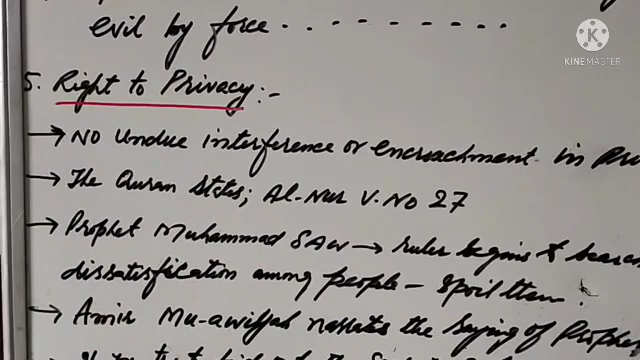 evil by force - - - - - - - - -
KINEMASTER
5. Right to Privacy:-
→ No undue interference or encroachment in
→ The Quran States; Al-Nur V.No 27
→ Prophet Muhammad SAW → ruler begins to
dissatisfication among people - spoil them.
→ Amir Mu-awiyah narrates the Saying of Prophet